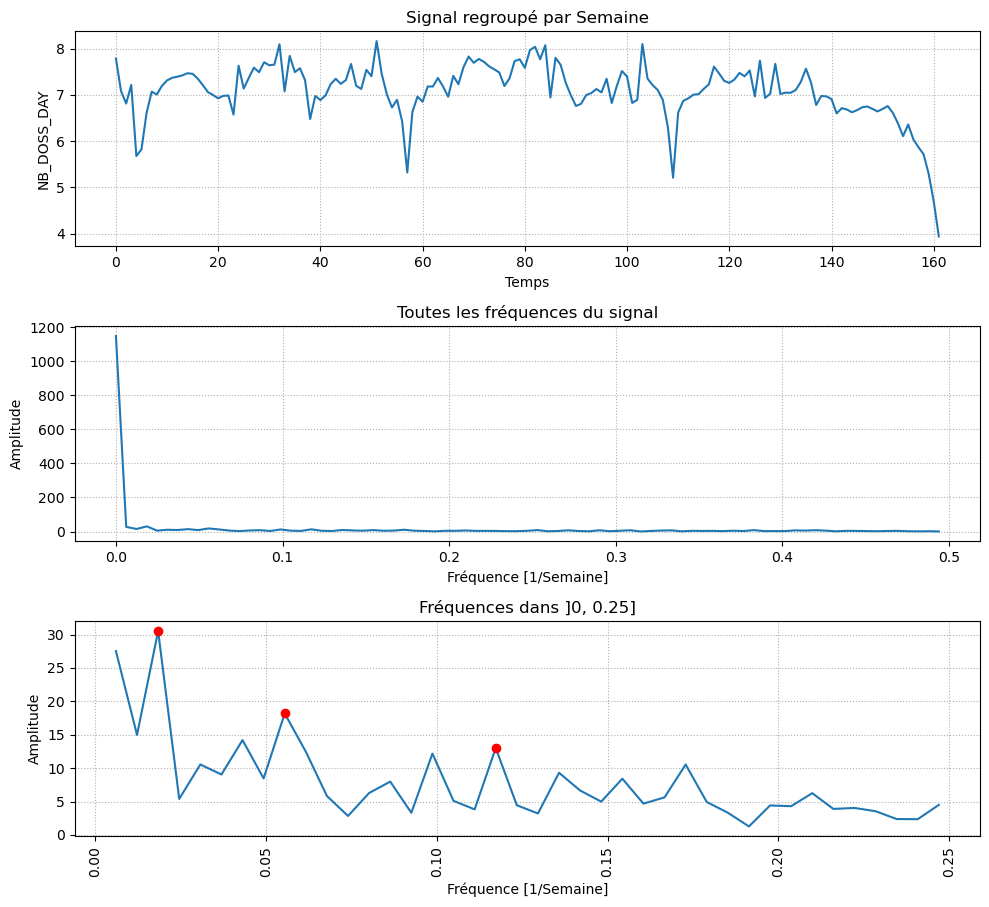 Signal regroupé par Semaine
NB_DOSS_DAY
8
7
6
5
4
0 20 40 60 80 100 120 140 160
Temps
Toutes les fréquences du signal
Amplitude
1200
1000
800
600
400
200
0
0.0 0.1 0.2 0.3 0.4 0.5
Fréquence [1/Semaine]
Fréquences dans ]0, 0.25]
Amplitude
30
25
20
15
10
5
0
0.00 0.05 0.10 0.15 0.20 0.25
Fréquence [1/Semaine]